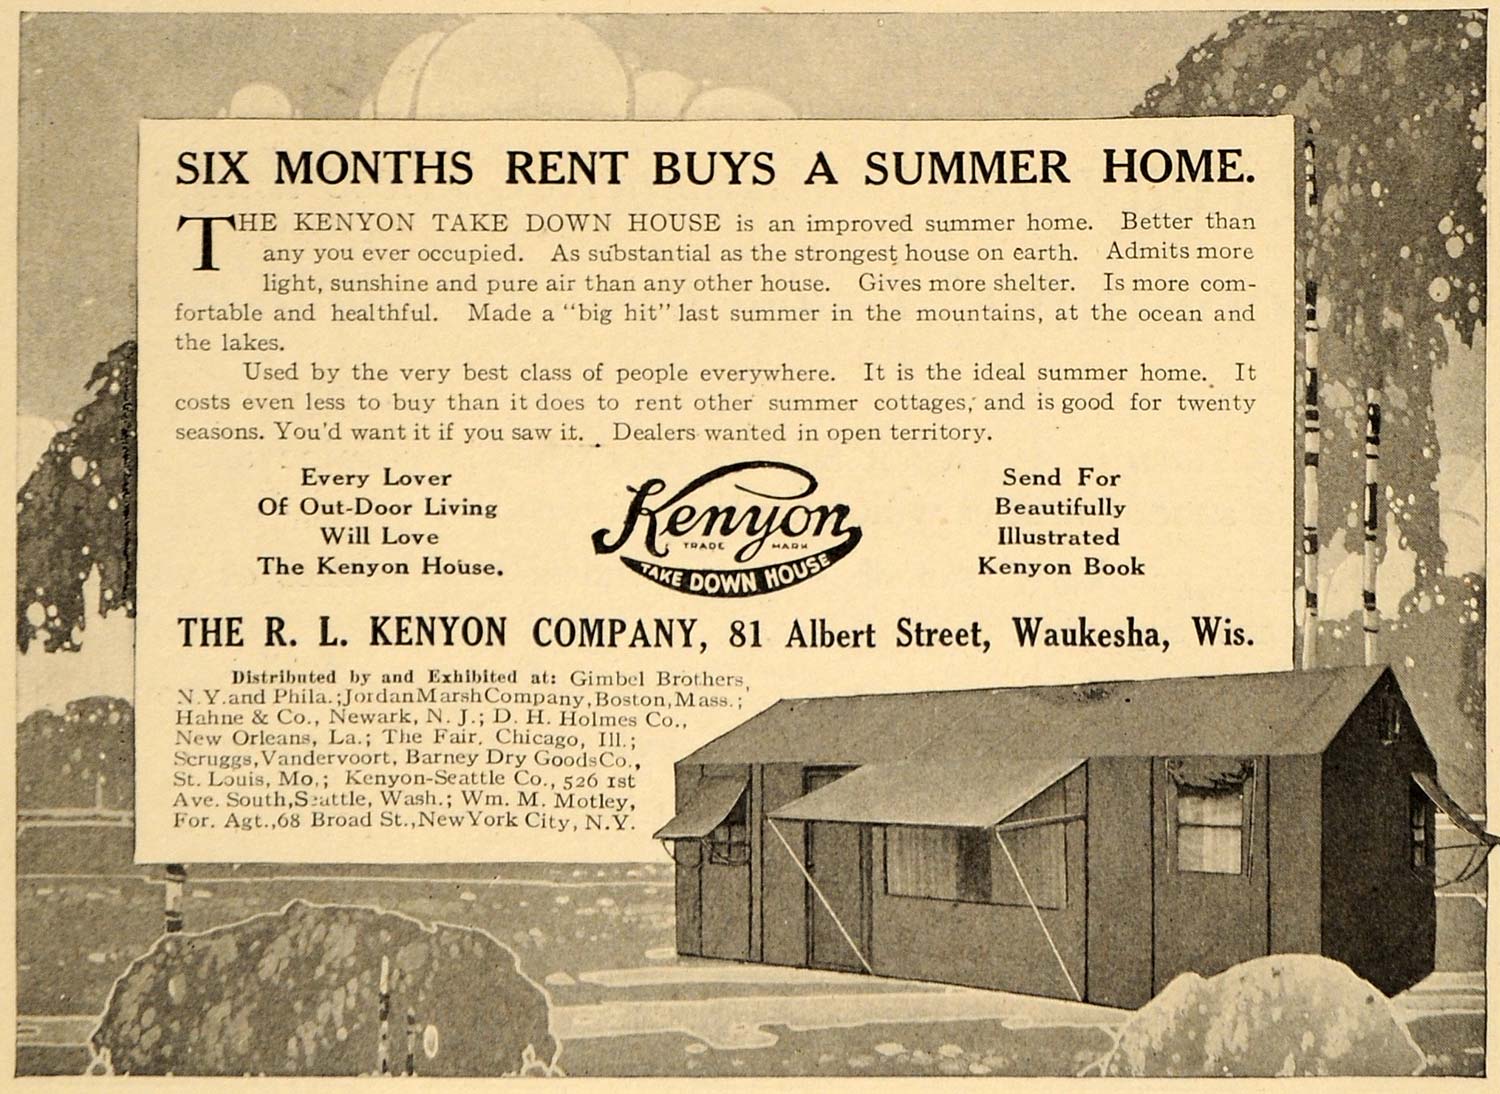 SIX MONTHS RENT BUYS A SUMMER HOME.
THE KENYON TAKE DOWN HOUSE is an improved summer home. Better than
any you ever occupied. As substantial as the strongest house on earth. Admits more
light, sunshine and pure air than any other house. Gives more shelter. Is more com-
fortable and healthful. Made a "big hit" last summer in the mountains, at the ocean and
the lakes.
Used by the very best class of people everywhere. It is the ideal summer home. It
costs even less to buy than it does to rent other summer cottages, and is good for twenty
seasons. You'd want it if you saw it. Dealers wanted in open territory.
Every Lover
Of Out-Door Living
Will Love
The Kenyon House.
Kenyon
TRADE MARK
TAKE DOWN HOUSE
Send For
Beautifully
Illustrated
Kenyon Book
THE R. L. KENYON COMPANY, 81 Albert Street, Waukesha, Wis.
Distributed by and Exhibited at: Gimbel Brothers,
N.Y. and Phila.; Jordan Marsh Company, Boston, Mass.;
Hahne & Co., Newark, N. J.; D. H. Holmes Co.,
New Orleans, La.; The Fair, Chicago, Ill.;
Scruggs, Vandervoort, Barney Dry Goods Co.,
St. Louis, Mo.; Kenyon-Seattle Co., 526 1st
Ave. South, Seattle, Wash.; Wm. M. Motley,
For. Agt., 68 Broad St., New York City, N.Y.